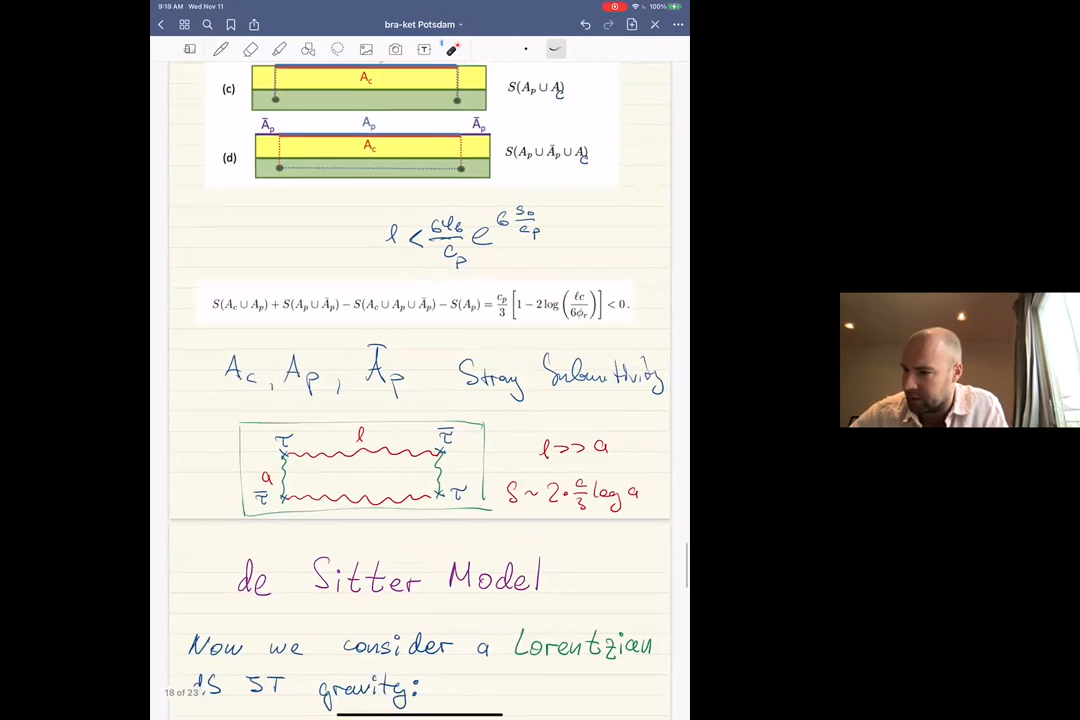 9:19 AM Wed Nov 11
100%
bra-ket Potsdam
(c)
A_c
S(A_p ∪ A_c)
Ā_p A_p Ā_p
A_c
(d)
S(A_p ∪ Ā_p ∪ A_c)
ℓ < 6φ_b/c_p e^{6 S_0/c_p}
S(A_c ∪ A_p) + S(A_p ∪ Ā_p) − S(A_c ∪ A_p ∪ Ā_p) − S(A_p) = c_p/3 [1 − 2 log (ℓc/6φ_r)] < 0.
A_c, A_p, Ā_p Strong Subadditivity
τ ℓ τ̄
a
τ̄ τ
ℓ >> a
S ~ 2 · c/3 log a
de Sitter Model
Now we consider a Lorentzian
dS JT gravity:
18 of 23